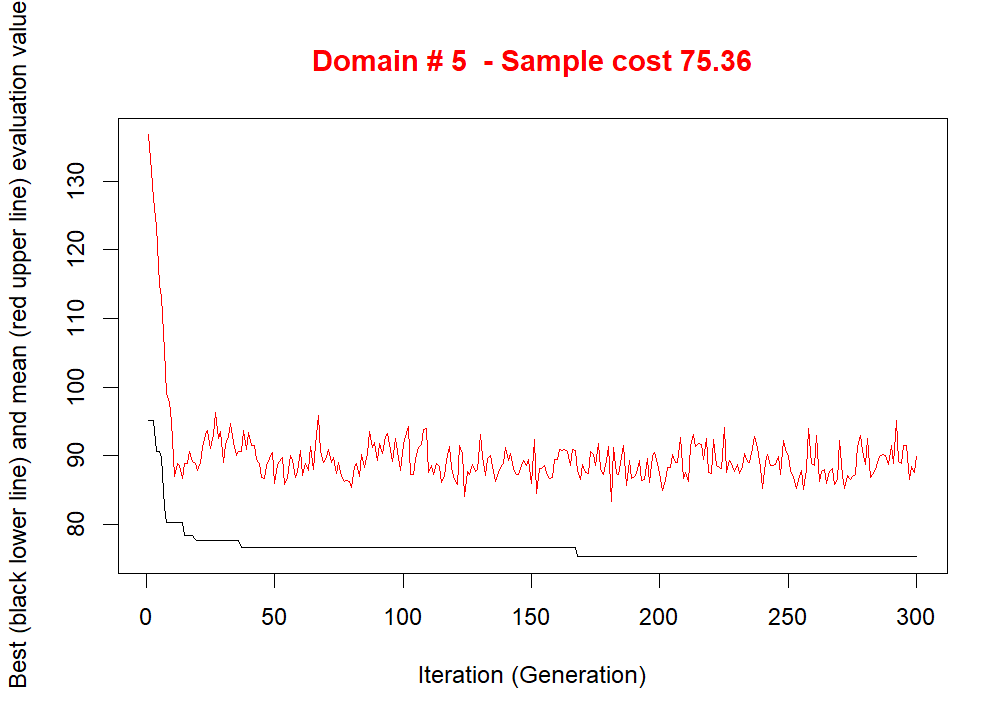 Domain # 5  - Sample cost 75.36
Best (black lower line) and mean (red upper line) evaluation value
130
120
110
100
90
80
0 50 100 150 200 250 300
Iteration (Generation)